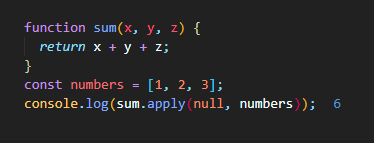 function sum(x, y, z) {
  return x + y + z;
}
const numbers = [1, 2, 3];
console.log(sum.apply(null, numbers));  6